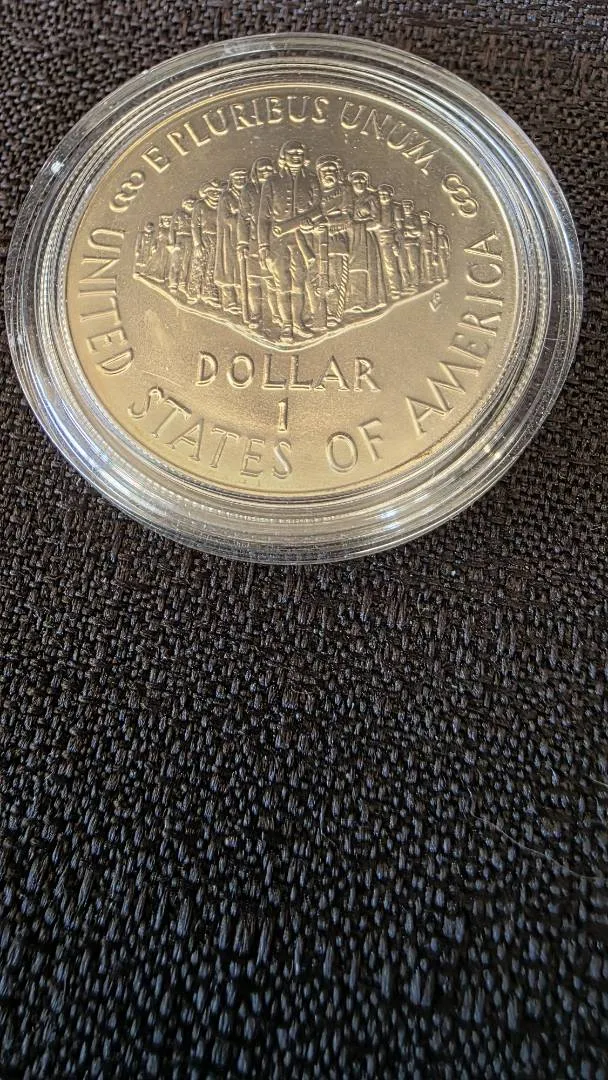 E PLURIBUS UNUM
DOLLAR
1
UNITED STATES OF AMERICA